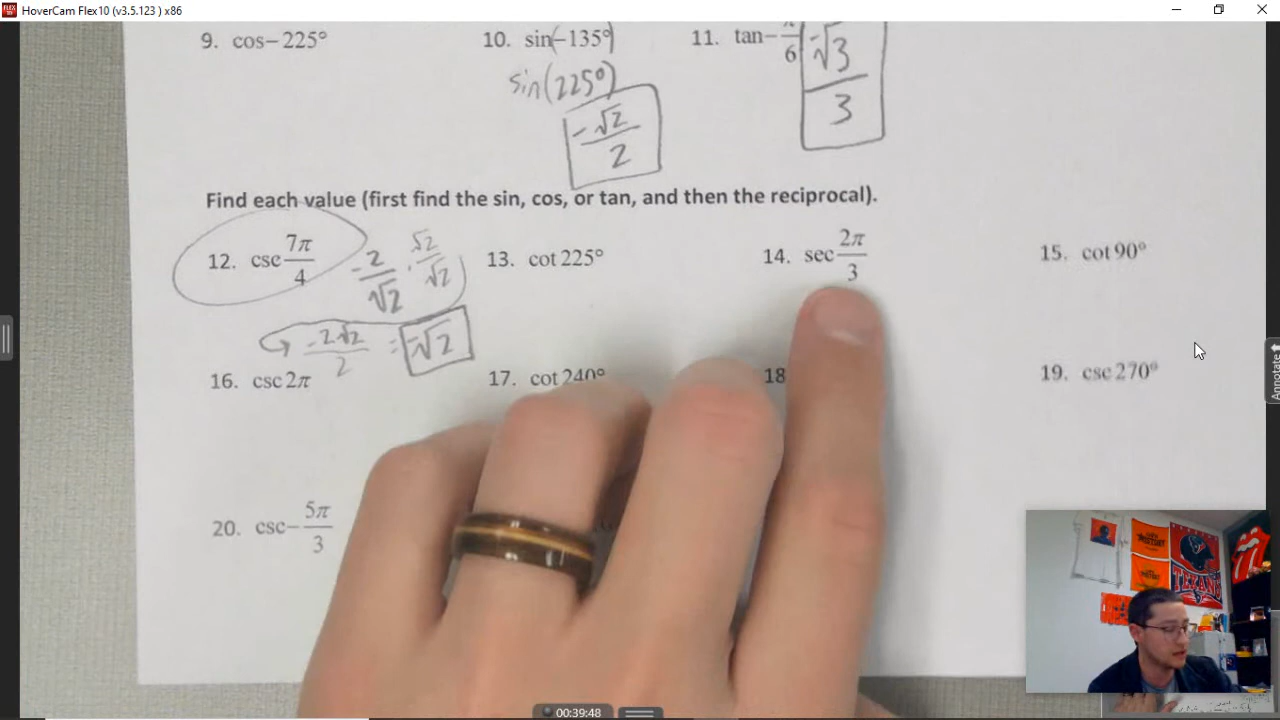 HoverCam Flex10 (v3.5.123 ) x86
9. cos−225° 10. sin(−135°) 11. tan− /6 −√3/3
sin(225°)
−√2/2
Find each value (first find the sin, cos, or tan, and then the reciprocal).
12. csc 7π/4 −2/√2 · √2/√2 13. cot 225° 14. sec 2π/3 15. cot 90°
−2√2/2 = −√2
16. csc 2π 17. cot 240° 18 19. csc 270°
20. csc− 5π/3
Annotate
TEXANS
00:39:48